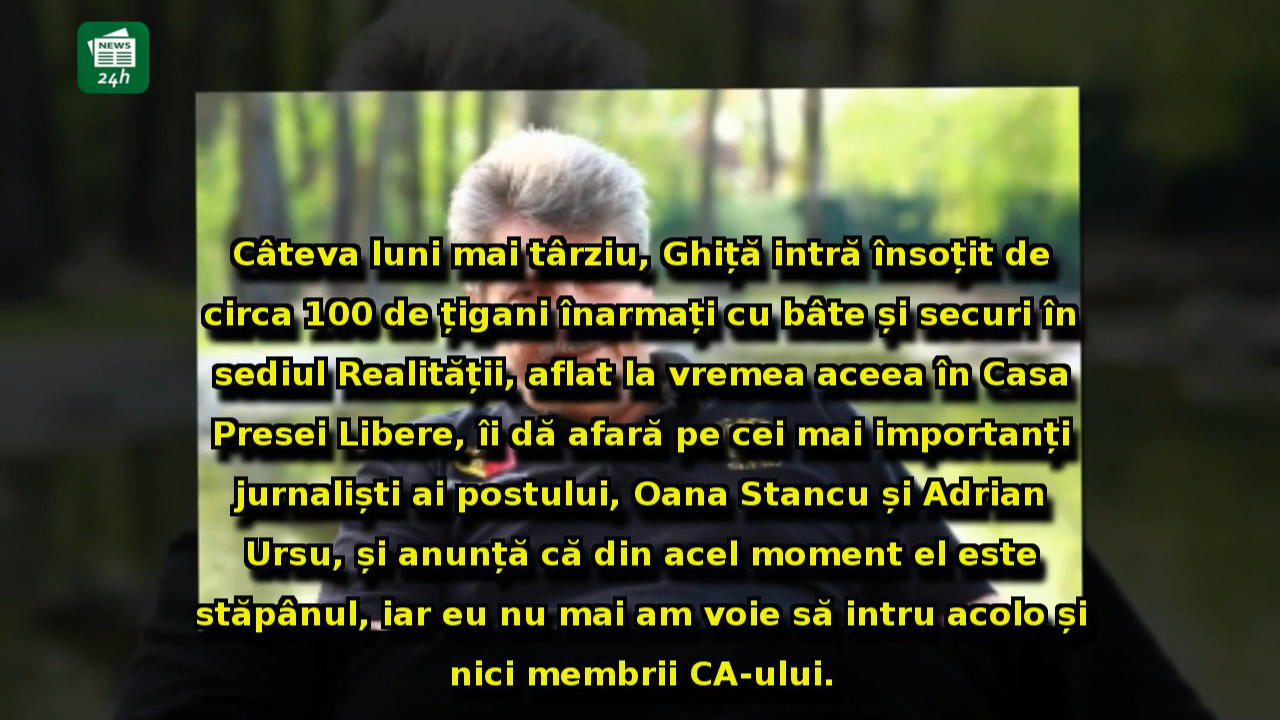 NEWS
24h
Câteva luni mai târziu, Ghiță intră însoțit de
circa 100 de țigani înarmați cu bâte și securi în
sediul Realității, aflat la vremea aceea în Casa
Presei Libere, îi dă afară pe cei mai importanți
jurnaliști ai postului, Oana Stancu și Adrian
Ursu, și anunță că din acel moment el este
stăpânul, iar eu nu mai am voie să intru acolo și
nici membrii CA-ului.